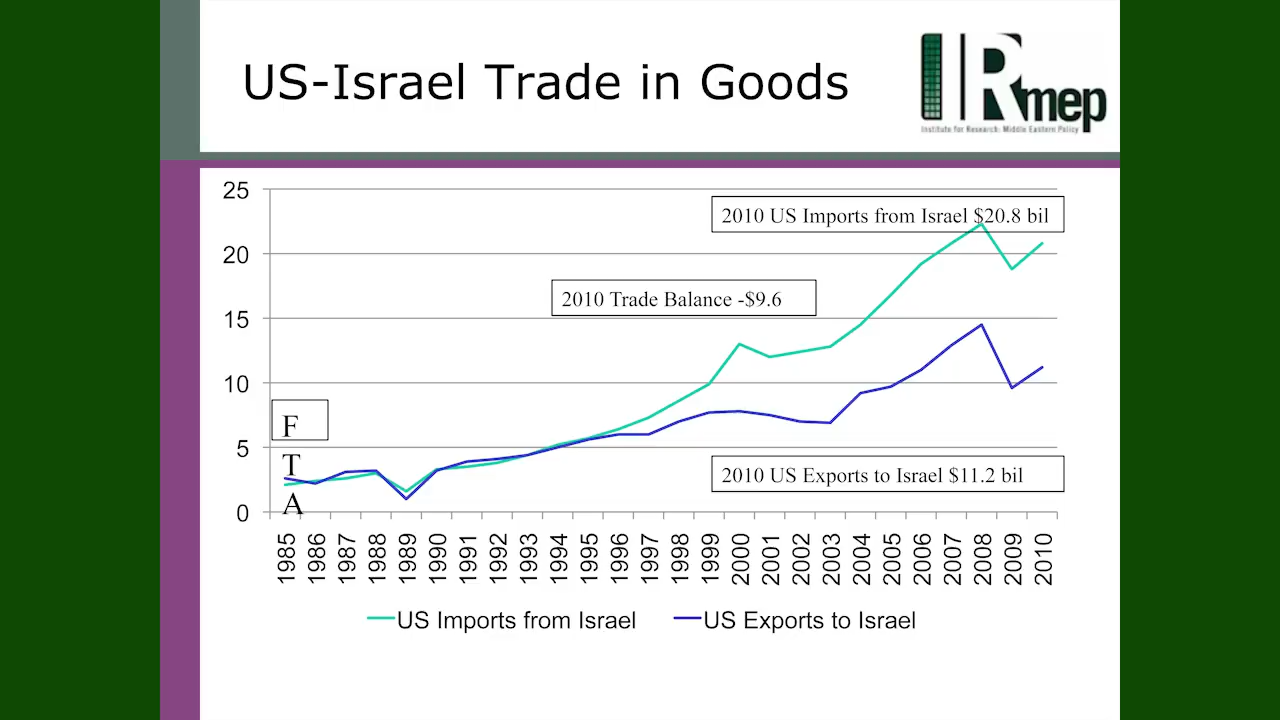 US-Israel Trade in Goods
IRmep
Institute for Research: Middle Eastern Policy
25
20
15
10
5
0
2010 US Imports from Israel $20.8 bil
2010 Trade Balance -$9.6
F
T
A
2010 US Exports to Israel $11.2 bil
1985 1986 1987 1988 1989 1990 1991 1992 1993 1994 1995 1996 1997 1998 1999 2000 2001 2002 2003 2004 2005 2006 2007 2008 2009 2010
US Imports from Israel US Exports to Israel